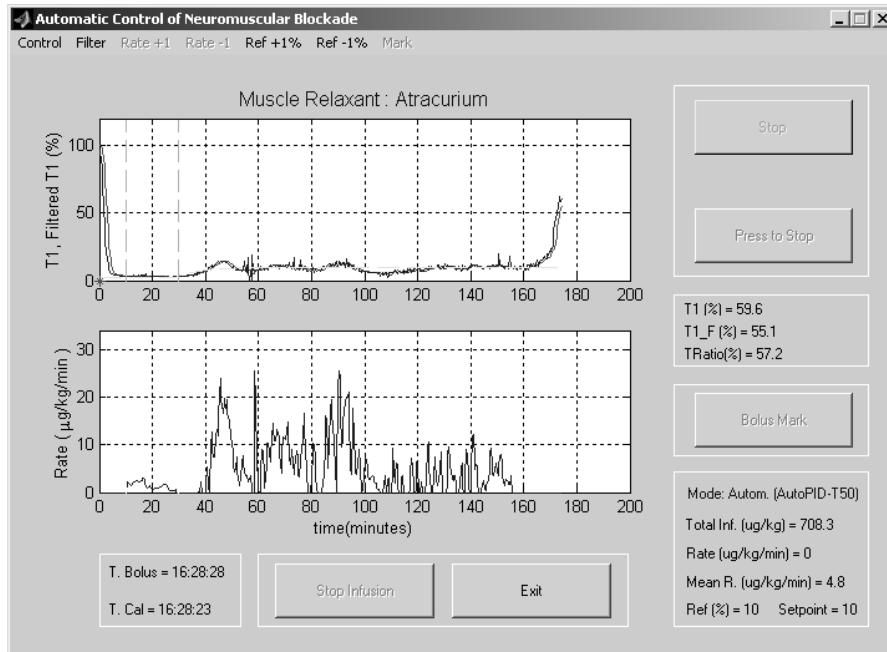 Automatic Control of Neuromuscular Blockade
Control Filter Rate +1 Rate -1 Ref +1% Ref -1% Mark
Muscle Relaxant : Atracurium
T1, Filtered T1 (%)
100
50
0
0 20 40 60 80 100 120 140 160 180 200
Rate ( µg/kg/min )
30
20
10
0
0 20 40 60 80 100 120 140 160 180 200
time(minutes)
T. Bolus = 16:28:28
T. Cal = 16:28:23
Stop Infusion
Exit
Stop
Press to Stop
T1 (%) = 59.6
T1_F (%) = 55.1
TRatio(%) = 57.2
Bolus Mark
Mode: Autom. (AutoPID-T50)
Total Inf. (ug/kg) = 708.3
Rate (ug/kg/min) = 0
Mean R. (ug/kg/min) = 4.8
Ref (%) = 10 Setpoint = 10